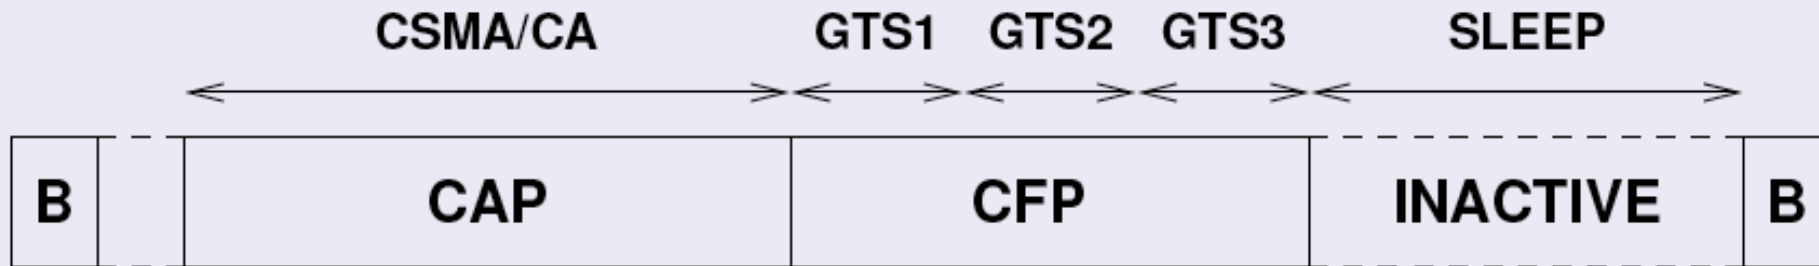 CSMA/CA GTS1 GTS2 GTS3 SLEEP
B CAP CFP INACTIVE B